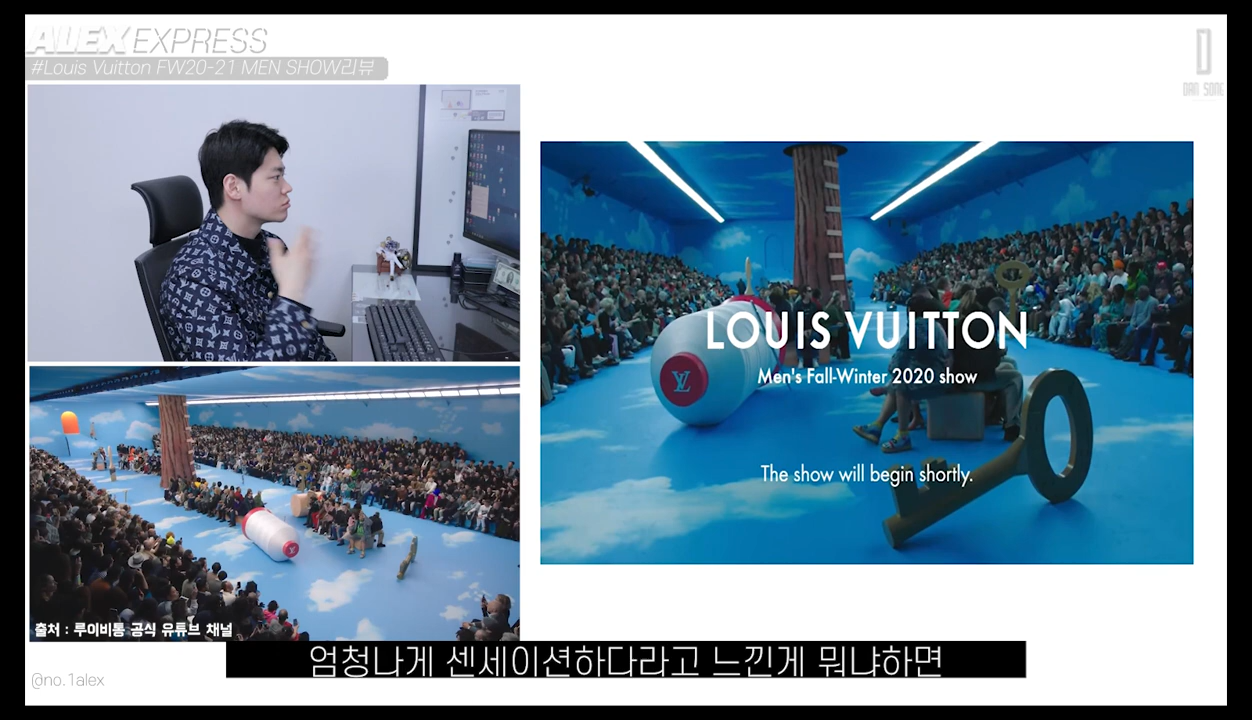 ALEX EXPRESS
#Louis Vuitton FW20-21 MEN SHOW리뷰
D
DAN SONG
LOUIS VUITTON
Men's Fall-Winter 2020 show
The show will begin shortly.
출처 : 루이비통 공식 유튜브 채널
엄청나게 센세이션하다라고 느낀게 뭐냐하면
@no.1alex